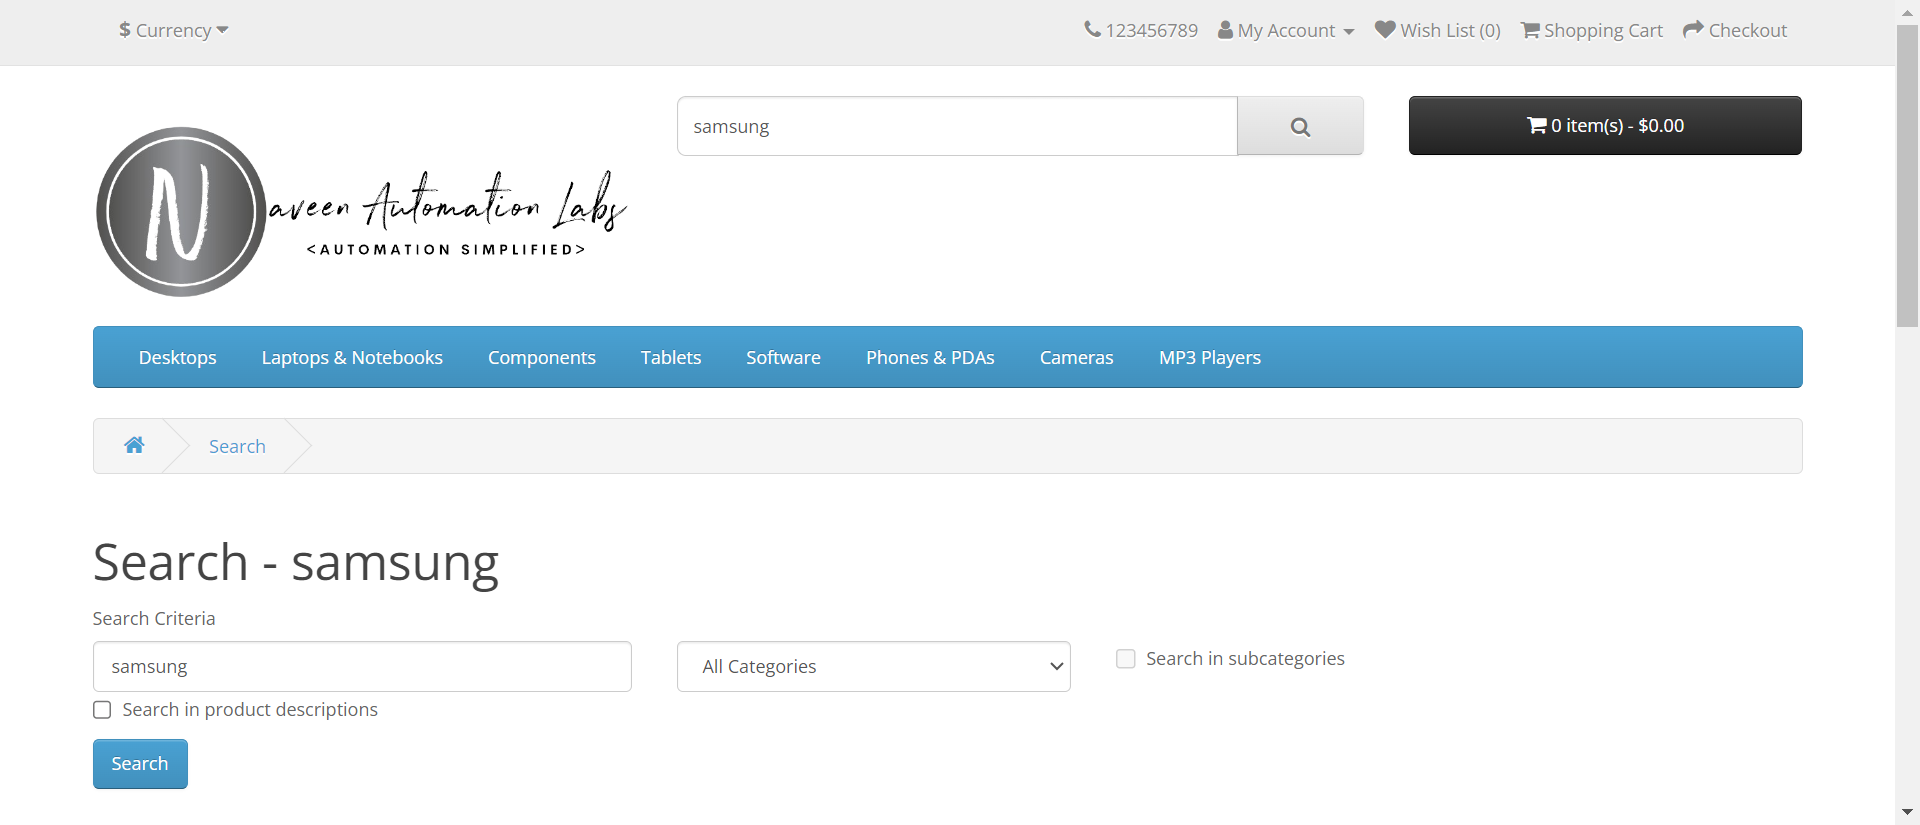 $ Currency
123456789 My Account Wish List (0) Shopping Cart Checkout
samsung
0 item(s) - $0.00
Naveen Automation Labs
<AUTOMATION SIMPLIFIED>
Desktops Laptops & Notebooks Components Tablets Software Phones & PDAs Cameras MP3 Players
Search
Search - samsung
Search Criteria
samsung All Categories Search in subcategories
Search in product descriptions
Search